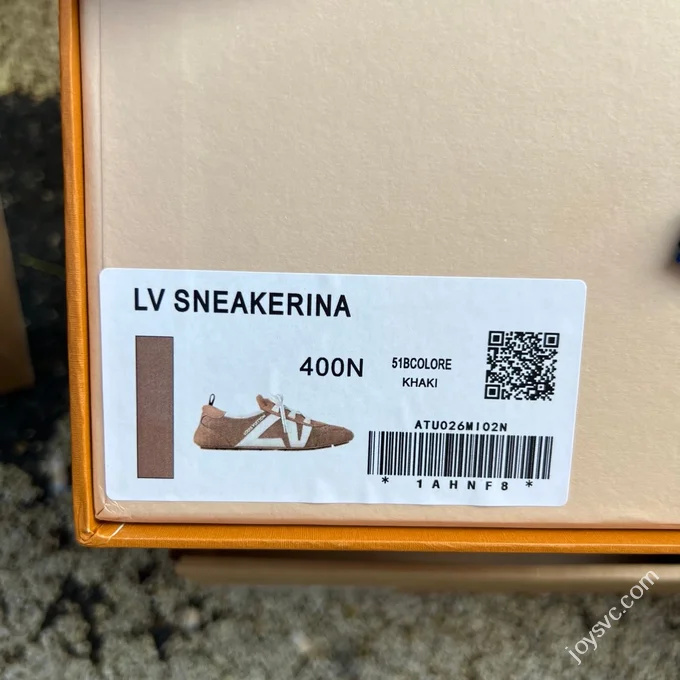 LV SNEAKERINA
400N
51BCOLORE
KHAKI
ATU026MI02N
* 1AHNF8 *
joysvc.com